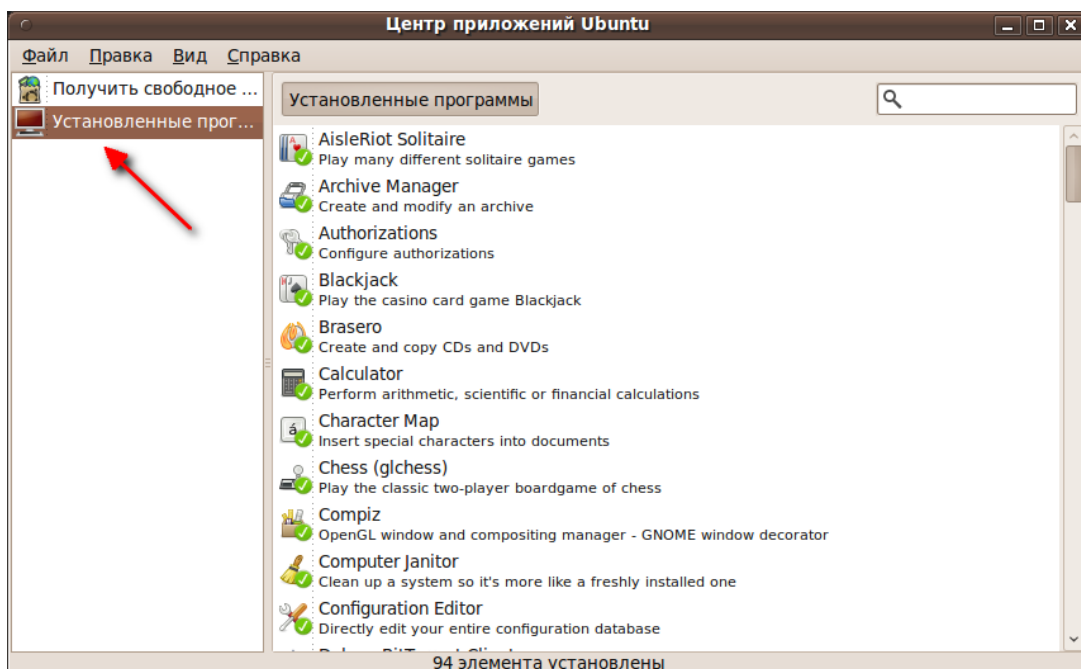 Центр приложений Ubuntu
Файл Правка Вид Справка
Получить свободное ...
Установленные прог...
Установленные программы
AisleRiot Solitaire
Play many different solitaire games
Archive Manager
Create and modify an archive
Authorizations
Configure authorizations
Blackjack
Play the casino card game Blackjack
Brasero
Create and copy CDs and DVDs
Calculator
Perform arithmetic, scientific or financial calculations
Character Map
Insert special characters into documents
Chess (glchess)
Play the classic two-player boardgame of chess
Compiz
OpenGL window and compositing manager - GNOME window decorator
Computer Janitor
Clean up a system so it's more like a freshly installed one
Configuration Editor
Directly edit your entire configuration database
94 элемента установлены